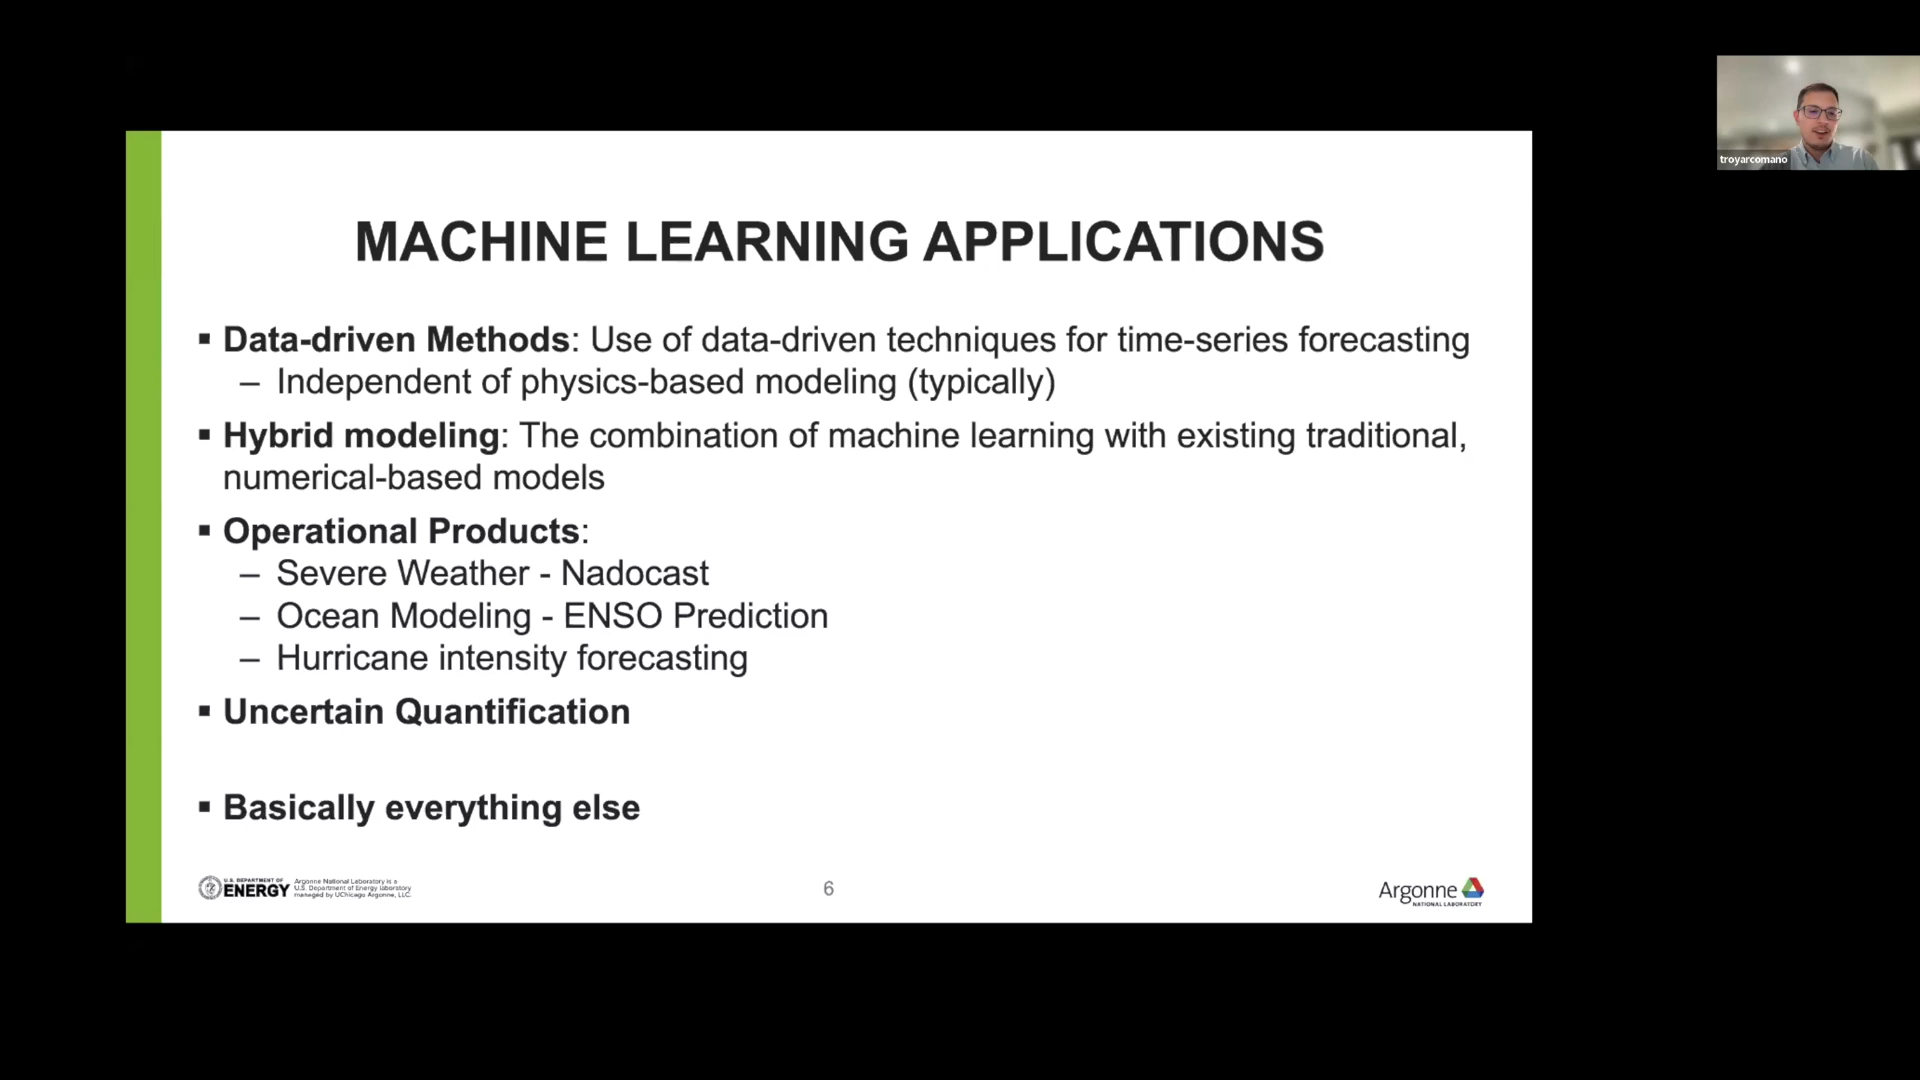 troyarcomano
MACHINE LEARNING APPLICATIONS
▪ Data-driven Methods: Use of data-driven techniques for time-series forecasting
– Independent of physics-based modeling (typically)
▪ Hybrid modeling: The combination of machine learning with existing traditional,
numerical-based models
▪ Operational Products:
– Severe Weather - Nadocast
– Ocean Modeling - ENSO Prediction
– Hurricane intensity forecasting
▪ Uncertain Quantification
▪ Basically everything else
U.S. DEPARTMENT OF
ENERGY
Argonne National Laboratory is a
U.S. Department of Energy laboratory
managed by UChicago Argonne, LLC.
6
Argonne
NATIONAL LABORATORY